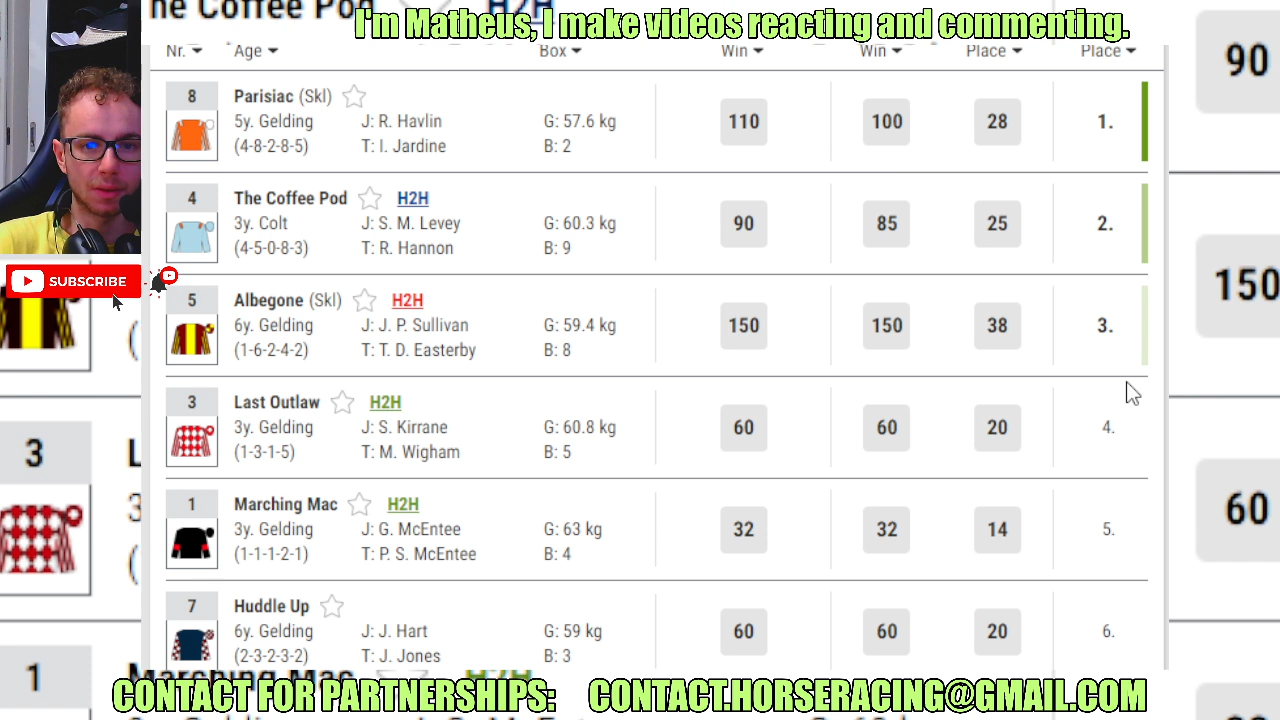 The Coffee Pod H2H
I'm Matheus, I make videos reacting and commenting.
Nr. Age Box Win Win Place Place
8 Parisiac (Skl)
5y. Gelding J: R. Havlin G: 57.6 kg 110 100 28 1.
(4-8-2-8-5) T: I. Jardine B: 2
4 The Coffee Pod H2H
3y. Colt J: S. M. Levey G: 60.3 kg 90 85 25 2.
(4-5-0-8-3) T: R. Hannon B: 9
5 Albegone (Skl) H2H
6y. Gelding J: J. P. Sullivan G: 59.4 kg 150 150 38 3.
(1-6-2-4-2) T: T. D. Easterby B: 8
3 Last Outlaw H2H
3y. Gelding J: S. Kirrane G: 60.8 kg 60 60 20 4.
(1-3-1-5) T: M. Wigham B: 5
1 Marching Mac H2H
3y. Gelding J: G. McEntee G: 63 kg 32 32 14 5.
(1-1-1-2-1) T: P. S. McEntee B: 4
7 Huddle Up
6y. Gelding J: J. Hart G: 59 kg 60 60 20 6.
(2-3-2-3-2) T: J. Jones B: 3
SUBSCRIBE
90
150
3 L
60
1 Marching Mac H2H
CONTACT FOR PARTNERSHIPS: CONTACT.HORSERACING@GMAIL.COM